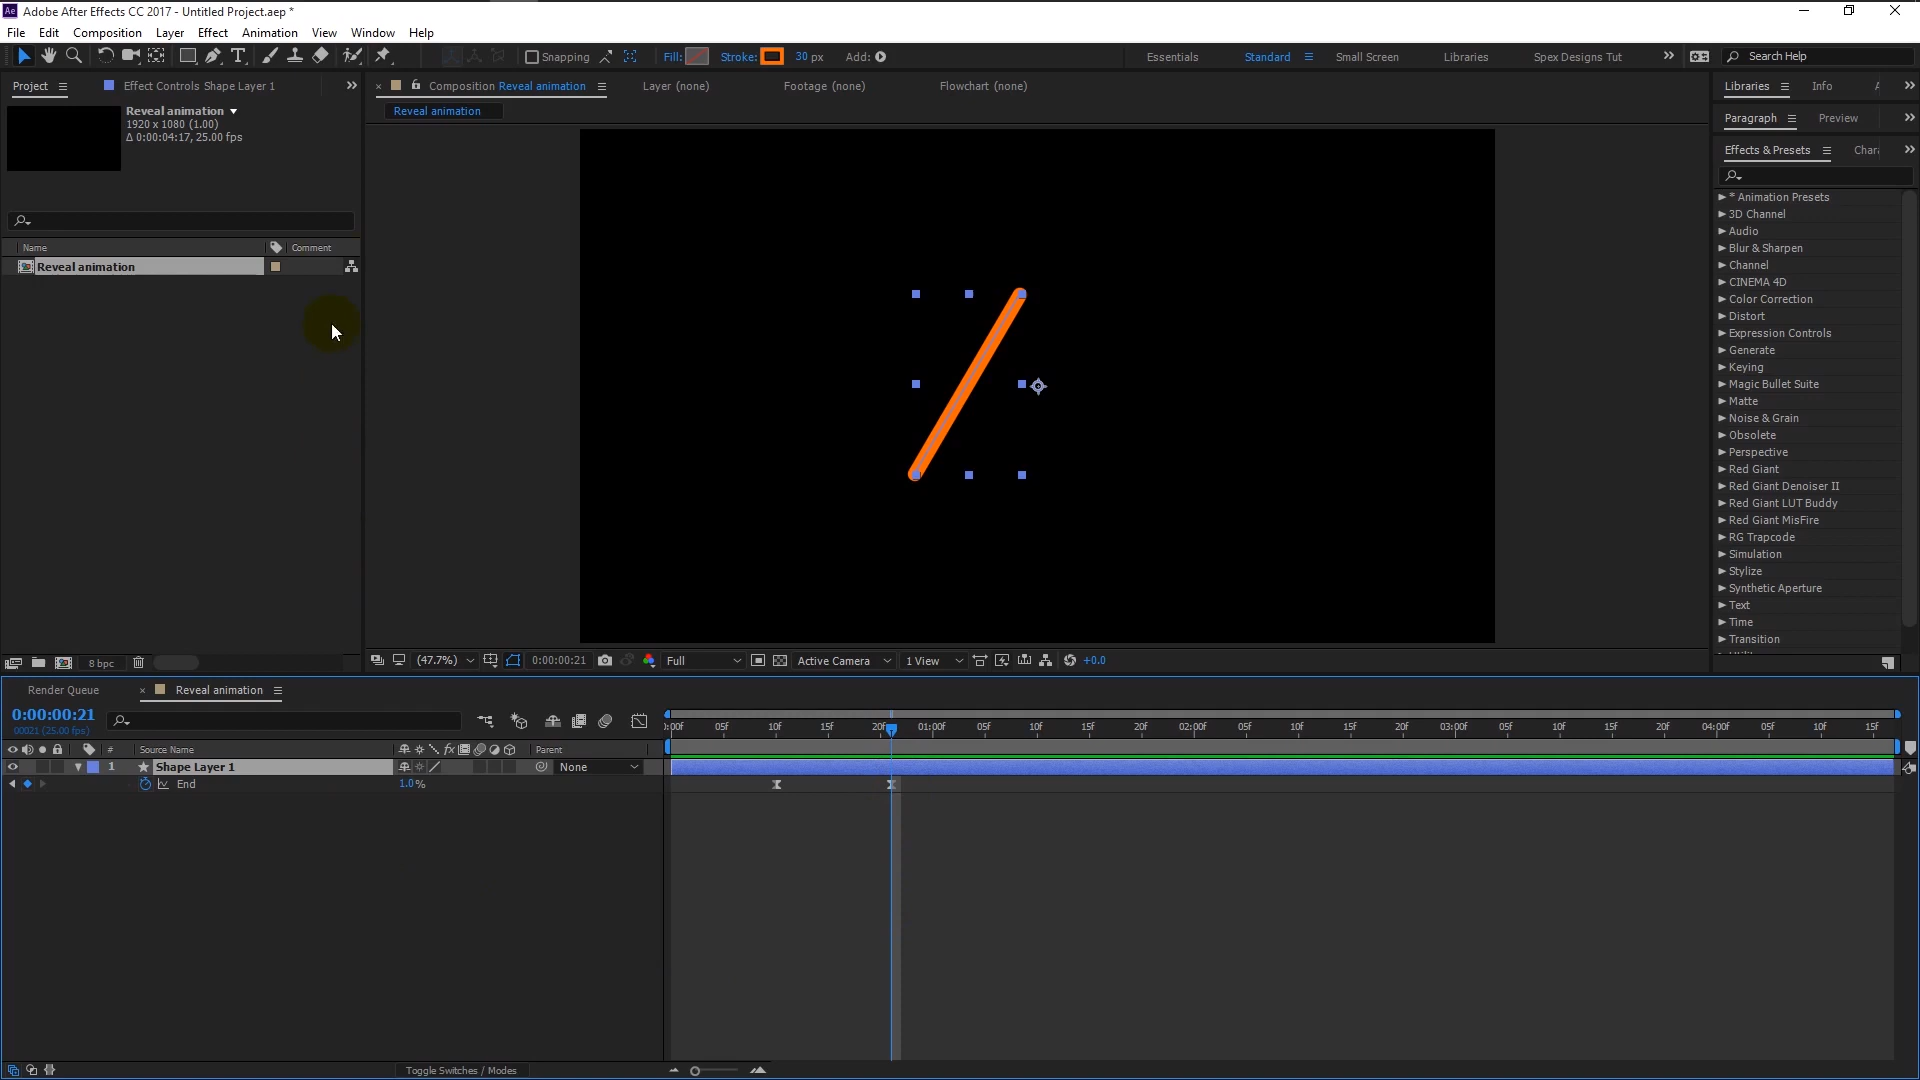 Adobe After Effects CC 2017 - Untitled Project.aep *
File Edit Composition Layer Effect Animation View Window Help
Snapping Fill: Stroke: 30 px Add: Essentials Standard Small Screen Libraries Spex Designs Tut Search Help
Project Effect Controls Shape Layer 1
Reveal animation
1920 x 1080 (1.00)
Δ 0:00:04:17, 25.00 fps
Name Comment
Reveal animation
8 bpc
Composition Reveal animation Layer (none) Footage (none) Flowchart (none)
Reveal animation
(47.7%) 0:00:00:21 Full Active Camera 1 View +0.0
Libraries Info
Paragraph Preview
Effects & Presets Chara
* Animation Presets
3D Channel
Audio
Blur & Sharpen
Channel
CINEMA 4D
Color Correction
Distort
Expression Controls
Generate
Keying
Magic Bullet Suite
Matte
Noise & Grain
Obsolete
Perspective
Red Giant
Red Giant Denoiser II
Red Giant LUT Buddy
Red Giant MisFire
RG Trapcode
Simulation
Stylize
Synthetic Aperture
Text
Time
Transition
Render Queue Reveal animation
0:00:00:21
00021 (25.00 fps)
:00f 05f 10f 15f 20f 01:00f 05f 10f 15f 20f 02:00f 05f 10f 15f 20f 03:00f 05f 10f 15f 20f 04:00f 05f 10f 15f
# Source Name Parent
1 Shape Layer 1 None
End 1.0%
Toggle Switches / Modes